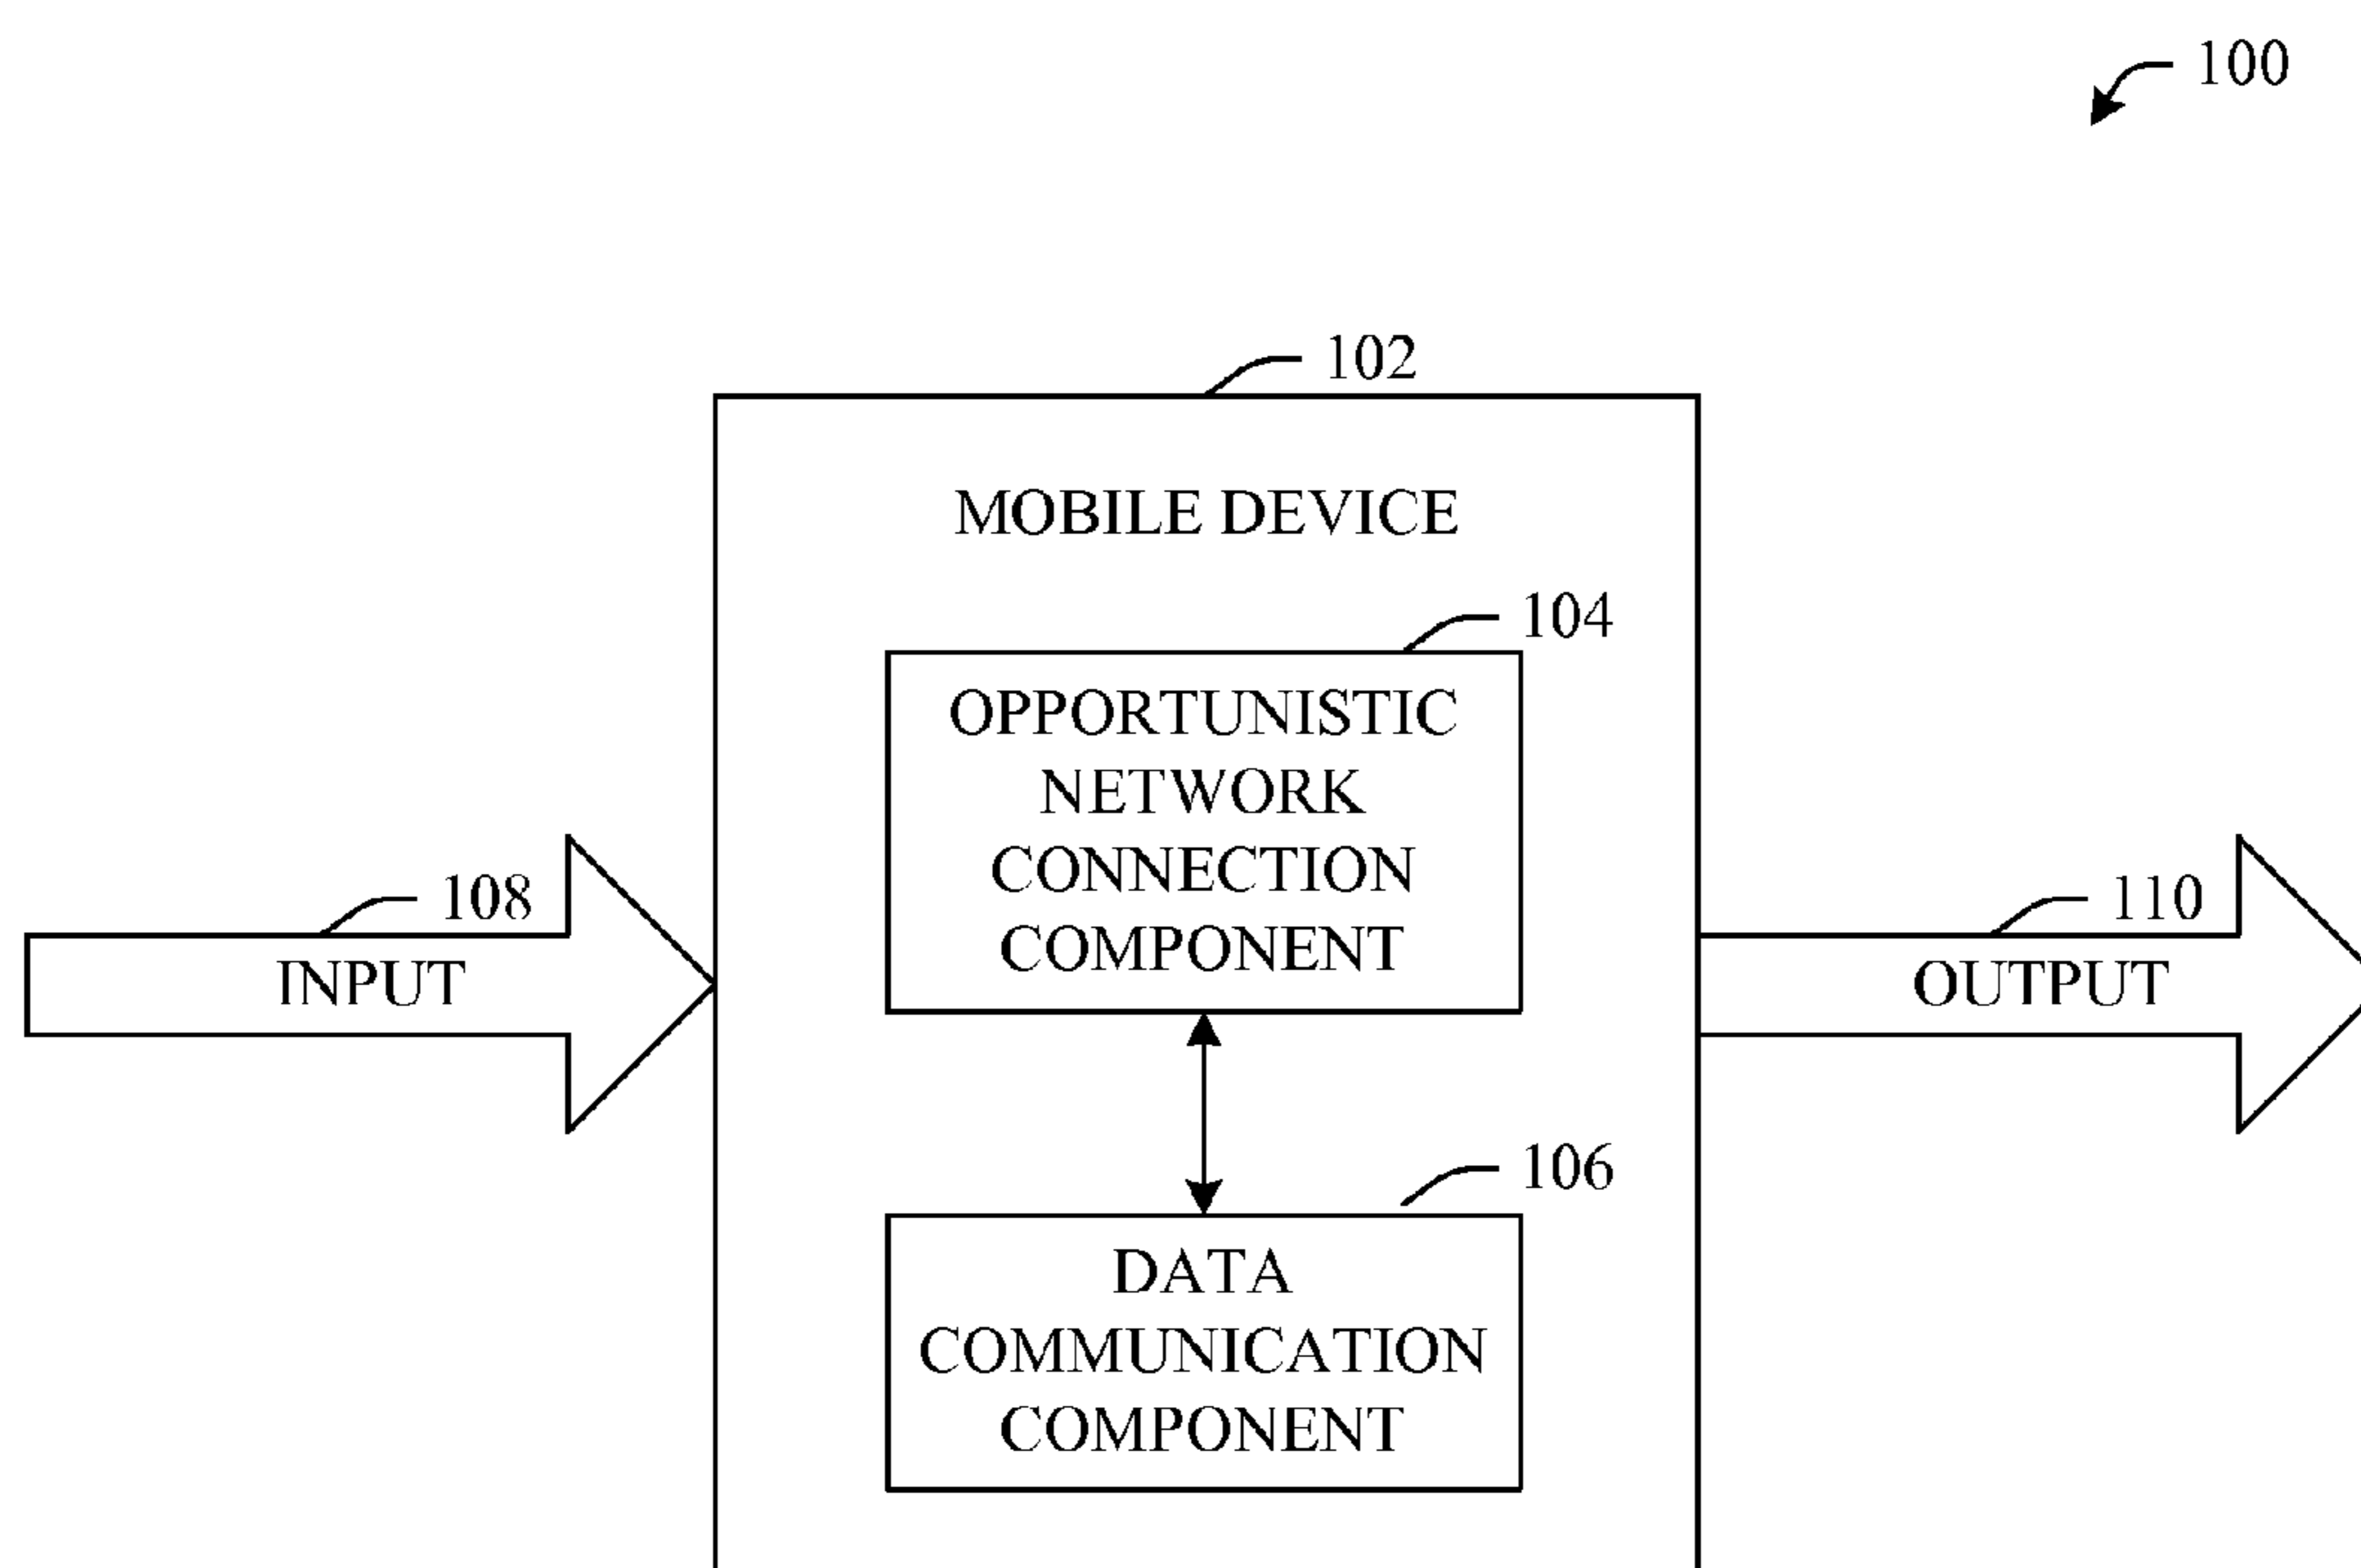 100
102
MOBILE DEVICE
104
OPPORTUNISTIC
NETWORK
CONNECTION
COMPONENT
108
INPUT
110
OUTPUT
106
DATA
COMMUNICATION
COMPONENT